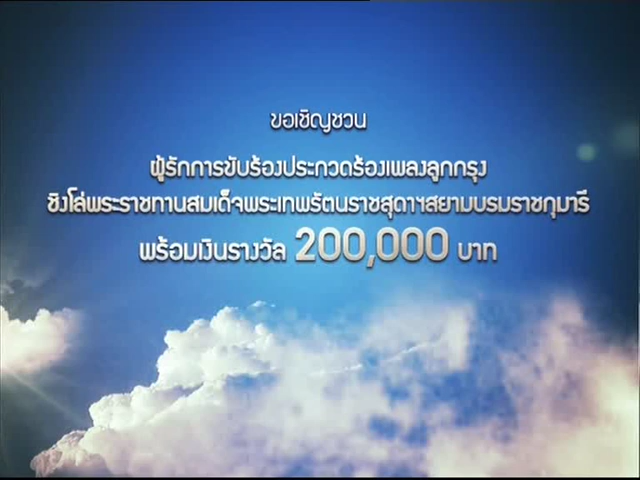 ขอเชิญชวน
ผู้รักการขับร้องประกวดร้องเพลงลูกกรุง
ชิงโล่พระราชทานสมเด็จพระเทพรัตนราชสุดาฯสยามบรมราชกุมารี
พร้อมเงินรางวัล 200,000 บาท